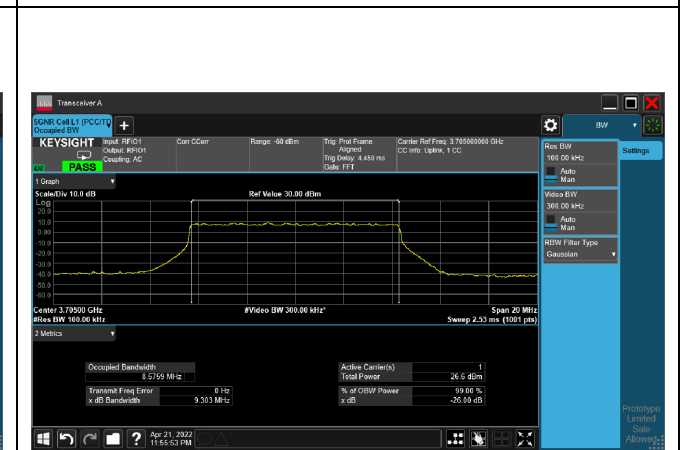 Transceiver A
5GNR Cell L1 (PCC/TD
Occupied BW
BW
KEYSIGHT
PASS
Input: RFIO1
Output: RFIO1
Coupling: AC
Corr CCorr
Range: -60 dBm
Trig: Prot Frame
Aligned
Trig Delay: 4.450 ms
Gate: FFT
Carrier Ref Freq: 3.705000000 GHz
CC Info: Uplink, 1 CC
Res BW
100.00 kHz
Auto
Man
Settings
Video BW
300.00 kHz
Auto
Man
RBW Filter Type
Gaussian
1 Graph
Scale/Div 10.0 dB
Ref Value 30.00 dBm
Log
20.0
10.0
0.00
-10.0
-20.0
-30.0
-40.0
-50.0
-60.0
Center 3.70500 GHz
#Video BW 300.00 kHz*
Span 20 MHz
#Res BW 100.00 kHz
Sweep 2.53 ms (1001 pts)
2 Metrics
Occupied Bandwidth
8.5759 MHz
Active Carrier(s) 1
Total Power 26.6 dBm
Transmit Freq Error 0 Hz
x dB Bandwidth 9.303 MHz
% of OBW Power 99.00 %
x dB -26.00 dB
Prototype
Limited
Sale
Allowed
Apr 21, 2022
11:55:53 PM